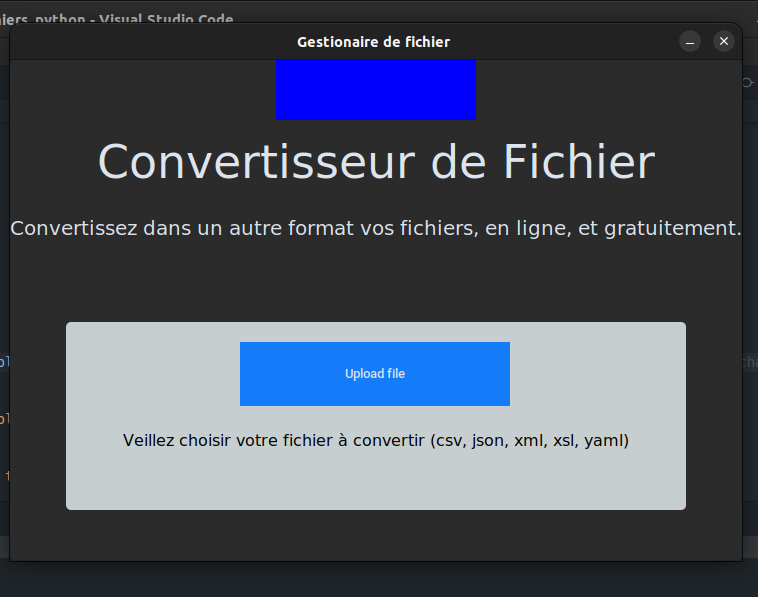 iers_python - Visual Studio Code
Gestionaire de fichier
Convertisseur de Fichier
Convertissez dans un autre format vos fichiers, en ligne, et gratuitement.
Upload file
Veillez choisir votre fichier à convertir (csv, json, xml, xsl, yaml)